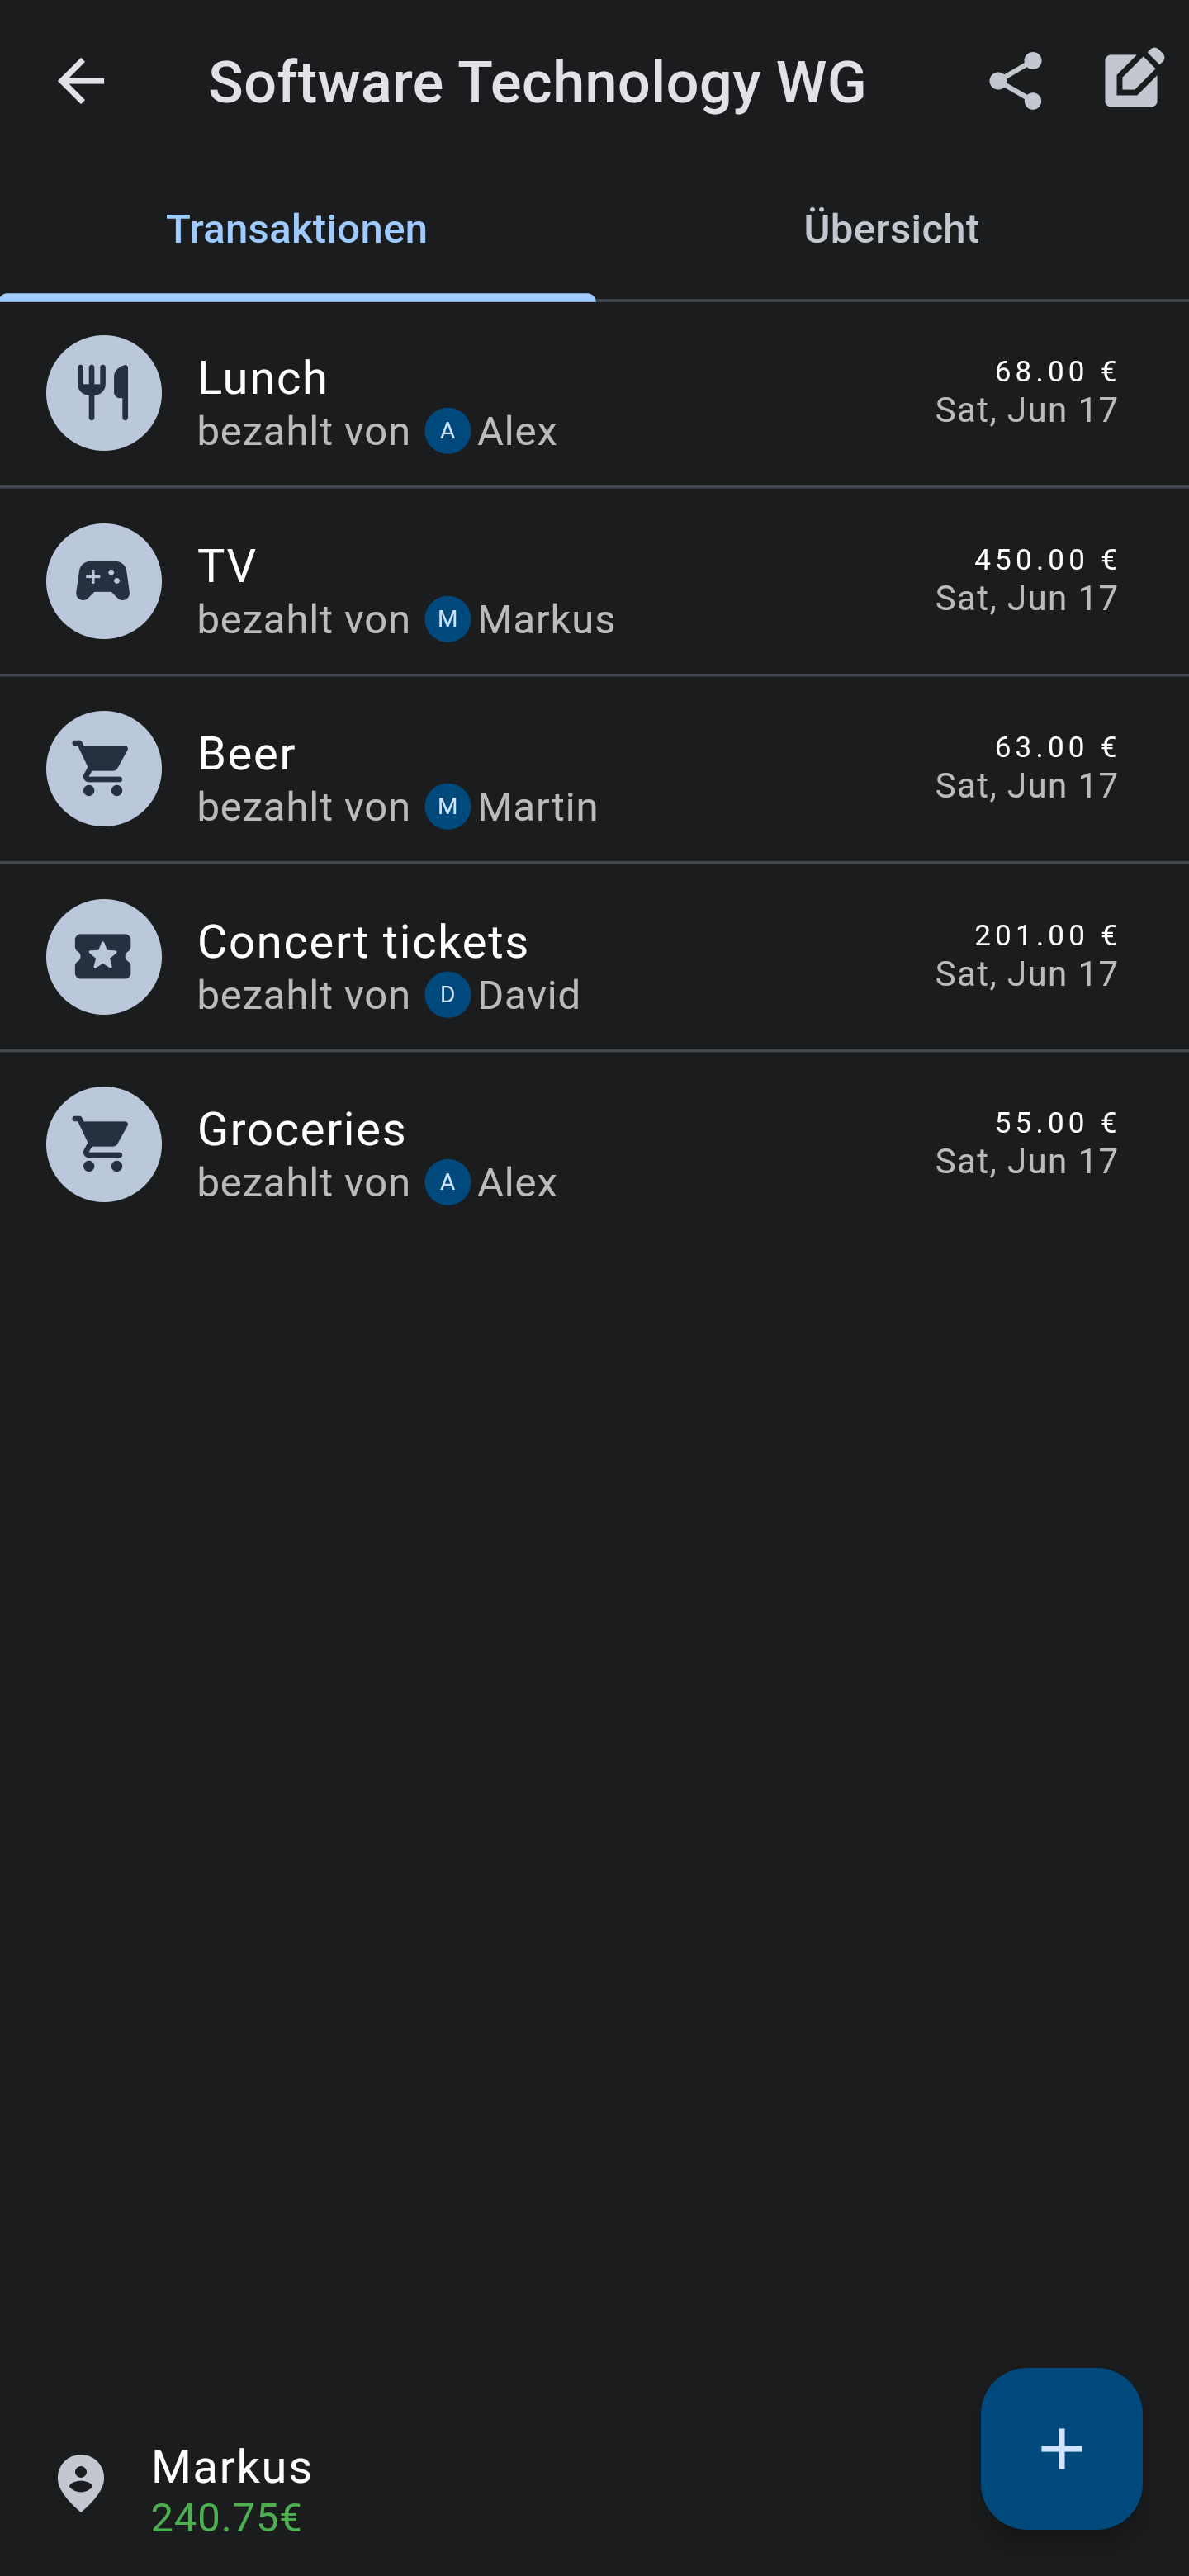 Software Technology WG
Transaktionen
Übersicht
Lunch
68.00 €
bezahlt von A Alex
Sat, Jun 17
TV
450.00 €
bezahlt von M Markus
Sat, Jun 17
Beer
63.00 €
bezahlt von M Martin
Sat, Jun 17
Concert tickets
201.00 €
bezahlt von D David
Sat, Jun 17
Groceries
55.00 €
bezahlt von A Alex
Sat, Jun 17
Markus
240.75€